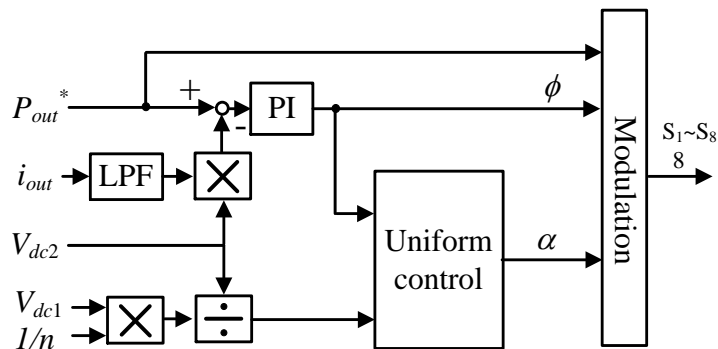 P_out* + - PI ϕ
i_out LPF ×
V_dc2
V_dc1
1/n × ÷
Uniform
control
α
Modulation
S₁~S₈
8